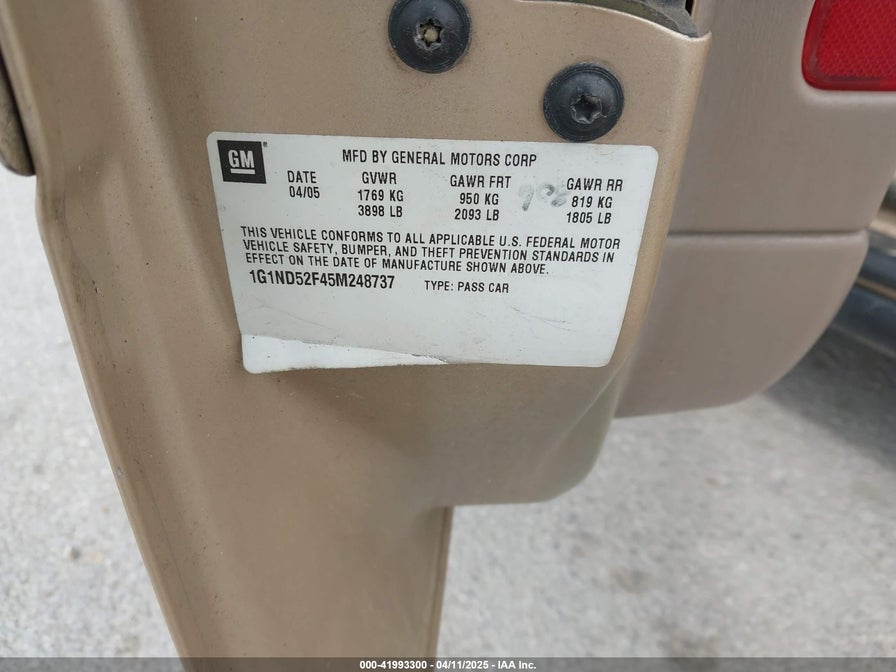 GM
MFD BY GENERAL MOTORS CORP
DATE GVWR GAWR FRT GAWR RR
04/05 1769 KG 950 KG 819 KG
3898 LB 2093 LB 1805 LB
THIS VEHICLE CONFORMS TO ALL APPLICABLE U.S. FEDERAL MOTOR
VEHICLE SAFETY, BUMPER, AND THEFT PREVENTION STANDARDS IN
EFFECT ON THE DATE OF MANUFACTURE SHOWN ABOVE.
1G1ND52F45M248737 TYPE: PASS CAR
000-41993300 - 04/11/2025 - IAA Inc.